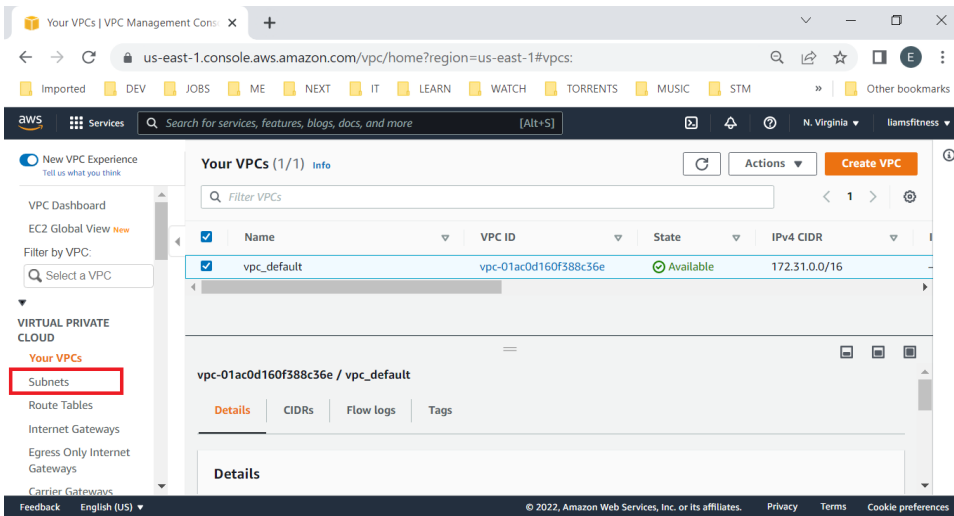 Your VPCs | VPC Management Cons
us-east-1.console.aws.amazon.com/vpc/home?region=us-east-1#vpcs:
E
Imported DEV JOBS ME NEXT IT LEARN WATCH TORRENTS MUSIC STM » Other bookmarks
aws Services Search for services, features, blogs, docs, and more [Alt+S] N. Virginia liamsfitness
New VPC Experience
Tell us what you think
VPC Dashboard
EC2 Global View New
Filter by VPC:
Select a VPC
VIRTUAL PRIVATE
CLOUD
Your VPCs
Subnets
Route Tables
Internet Gateways
Egress Only Internet
Gateways
Carrier Gateways
Your VPCs (1/1) Info
Actions Create VPC
Filter VPCs
1
Name VPC ID State IPv4 CIDR
vpc_default vpc-01ac0d160f388c36e Available 172.31.0.0/16 –
vpc-01ac0d160f388c36e / vpc_default
Details CIDRs Flow logs Tags
Details
Feedback English (US) © 2022, Amazon Web Services, Inc. or its affiliates. Privacy Terms Cookie preferences